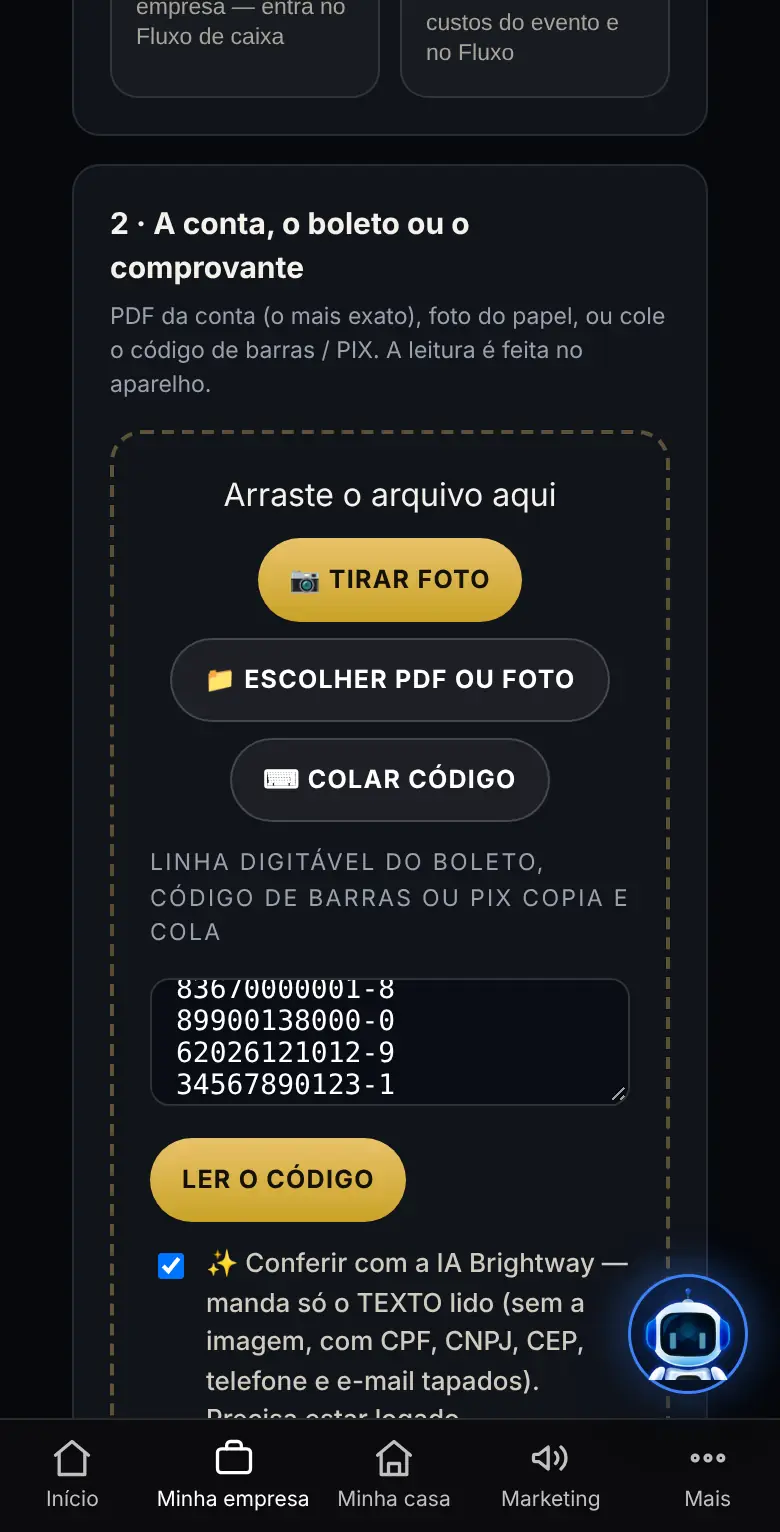 empresa — entra no
Fluxo de caixa
custos do evento e
no Fluxo
2 · A conta, o boleto ou o
comprovante
PDF da conta (o mais exato), foto do papel, ou cole
o código de barras / PIX. A leitura é feita no
aparelho.
Arraste o arquivo aqui
📷 TIRAR FOTO
📁 ESCOLHER PDF OU FOTO
⌨ COLAR CÓDIGO
LINHA DIGITÁVEL DO BOLETO,
CÓDIGO DE BARRAS OU PIX COPIA E
COLA
83670000001-8
89900138000-0
62026121012-9
34567890123-1
LER O CÓDIGO
✨ Conferir com a IA Brightway —
manda só o TEXTO lido (sem a
imagem, com CPF, CNPJ, CEP,
telefone e e-mail tapados).
Precisa estar logado
Início
Minha empresa
Minha casa
Marketing
Mais